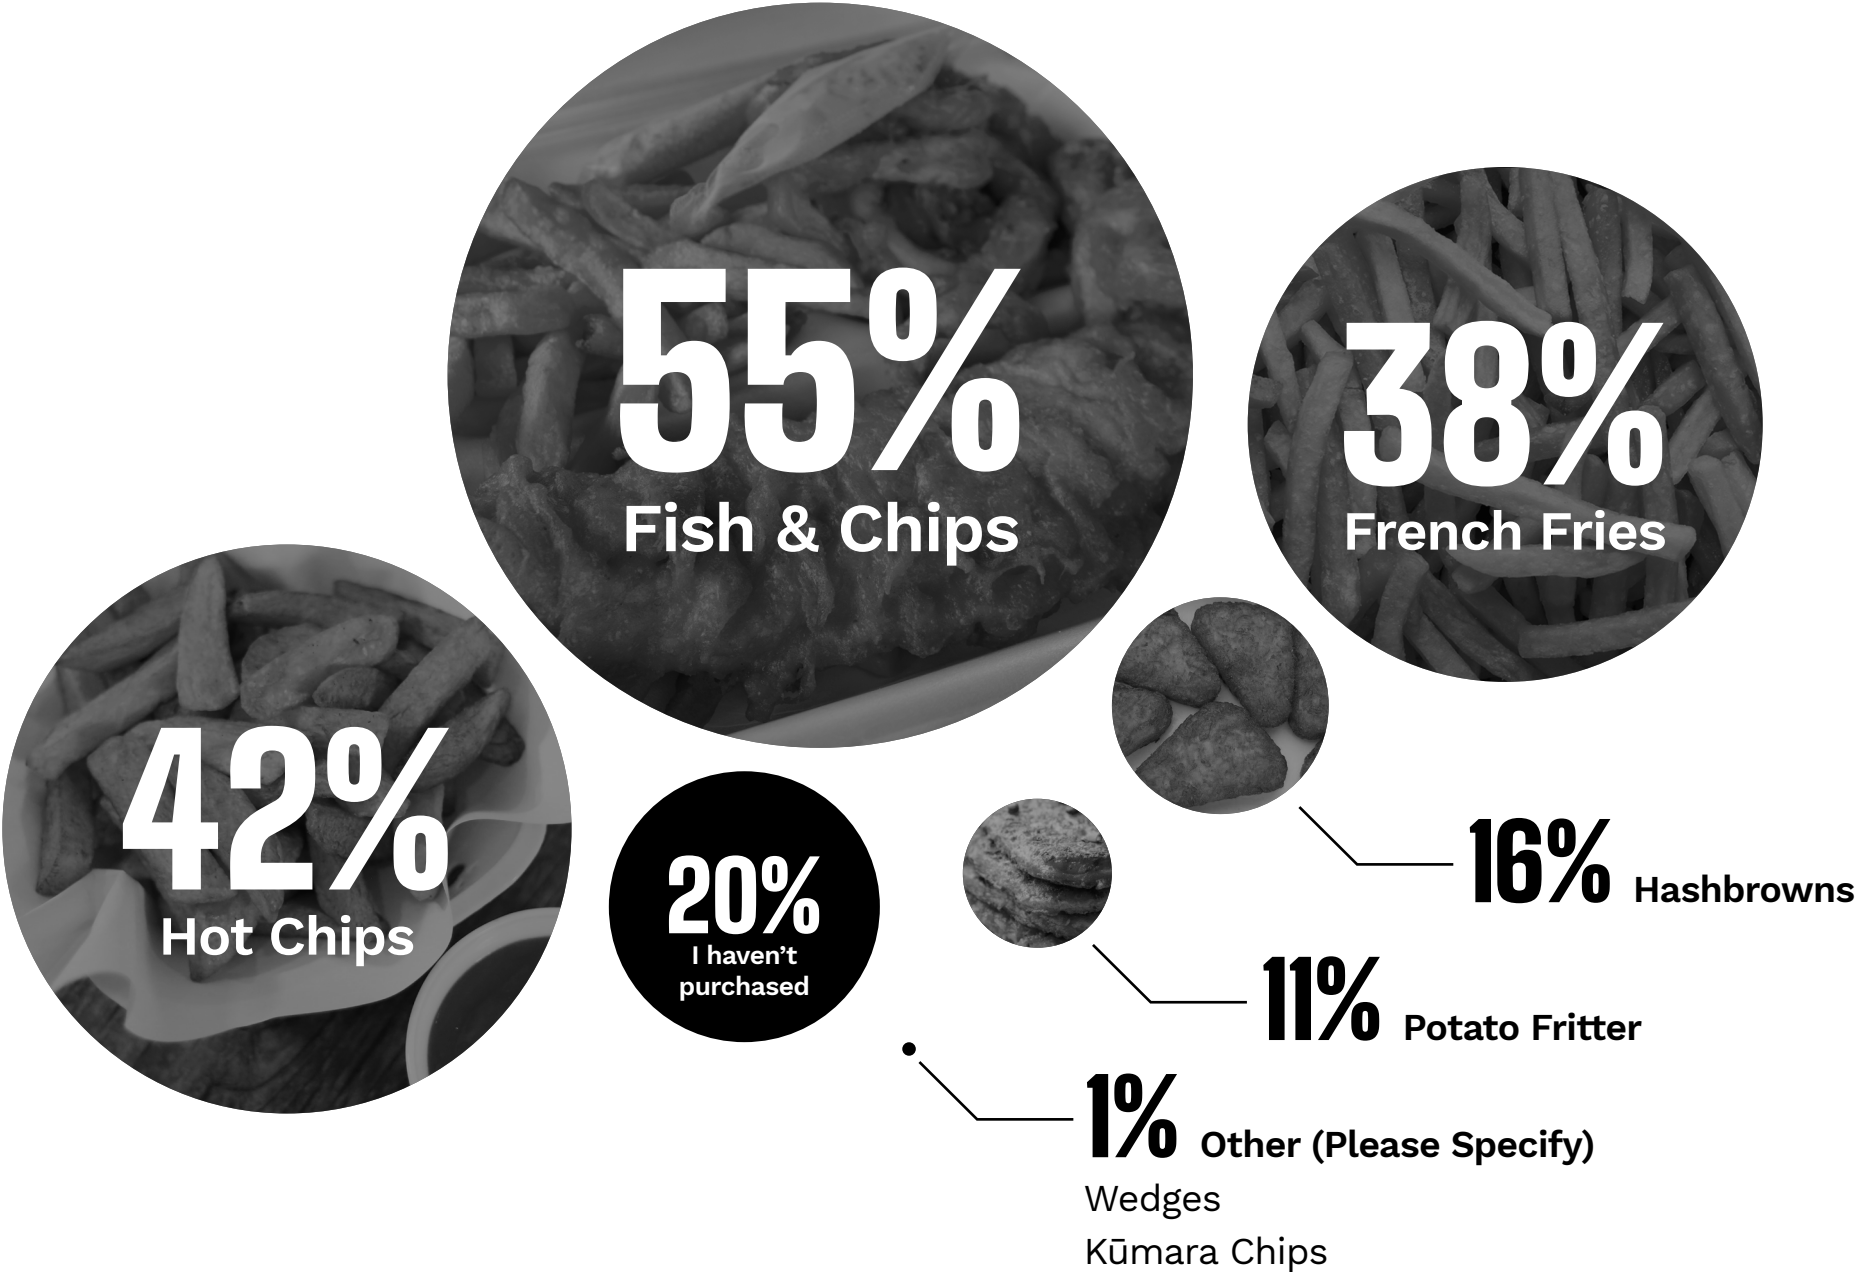 55%
Fish & Chips
38%
French Fries
42%
Hot Chips
20%
I haven’t
purchased
16% Hashbrowns
11% Potato Fritter
1% Other (Please Specify)
Wedges
Kūmara Chips